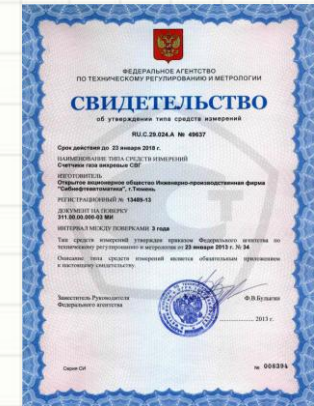 ФЕДЕРАЛЬНОЕ АГЕНТСТВО
ПО ТЕХНИЧЕСКОМУ РЕГУЛИРОВАНИЮ И МЕТРОЛОГИИ
СВИДЕТЕЛЬСТВО
об утверждении типа средств измерений
RU.C.29.024.A № 49637
Срок действия до 23 января 2018 г.
НАИМЕНОВАНИЕ ТИПА СРЕДСТВ ИЗМЕРЕНИЙ
Счетчики газа вихревые СВГ
ИЗГОТОВИТЕЛЬ
Открытое акционерное общество Инженерно-производственная фирма
"Сибнефтеавтоматика", г.Тюмень
РЕГИСТРАЦИОННЫЙ № 13489-13
ДОКУМЕНТ НА ПОВЕРКУ
311.00.00.000-03 МИ
ИНТЕРВАЛ МЕЖДУ ПОВЕРКАМИ 3 года
Тип средств измерений утвержден приказом Федерального агентства по
техническому регулированию и метрологии от 23 января 2013 г. № 34
Описание типа средств измерений является обязательным приложением
к настоящему свидетельству.
Заместитель Руководителя
Федерального агентства
Ф.В.Булыгин
2013 г.
Серия СИ
№ 008394